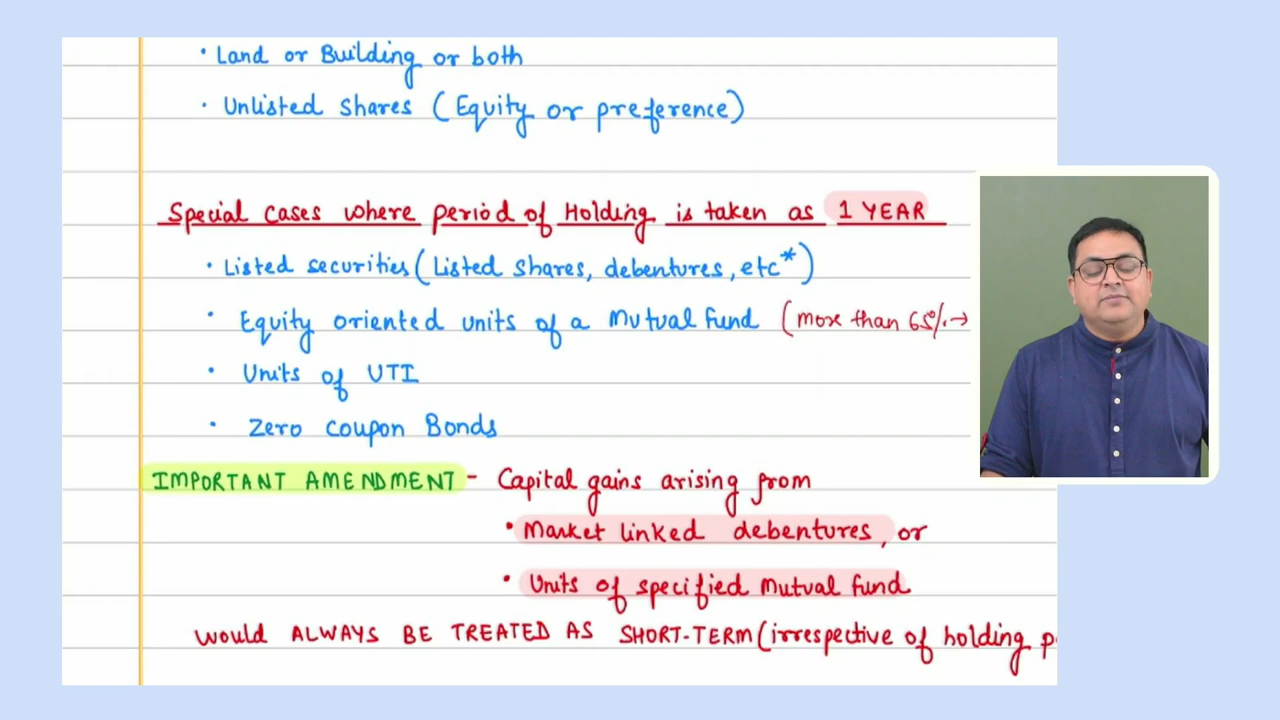 • Land or Building or both
• Unlisted shares (Equity or preference)
Special cases where period of Holding is taken as 1 YEAR
• Listed securities (Listed shares, debentures, etc*)
• Equity oriented units of a Mutual Fund (more than 65% →
• Units of UTI
• Zero Coupon Bonds
IMPORTANT AMENDMENT - Capital gains arising from
• Market linked debentures, or
• Units of specified Mutual Fund
would ALWAYS BE TREATED AS SHORT-TERM (irrespective of holding